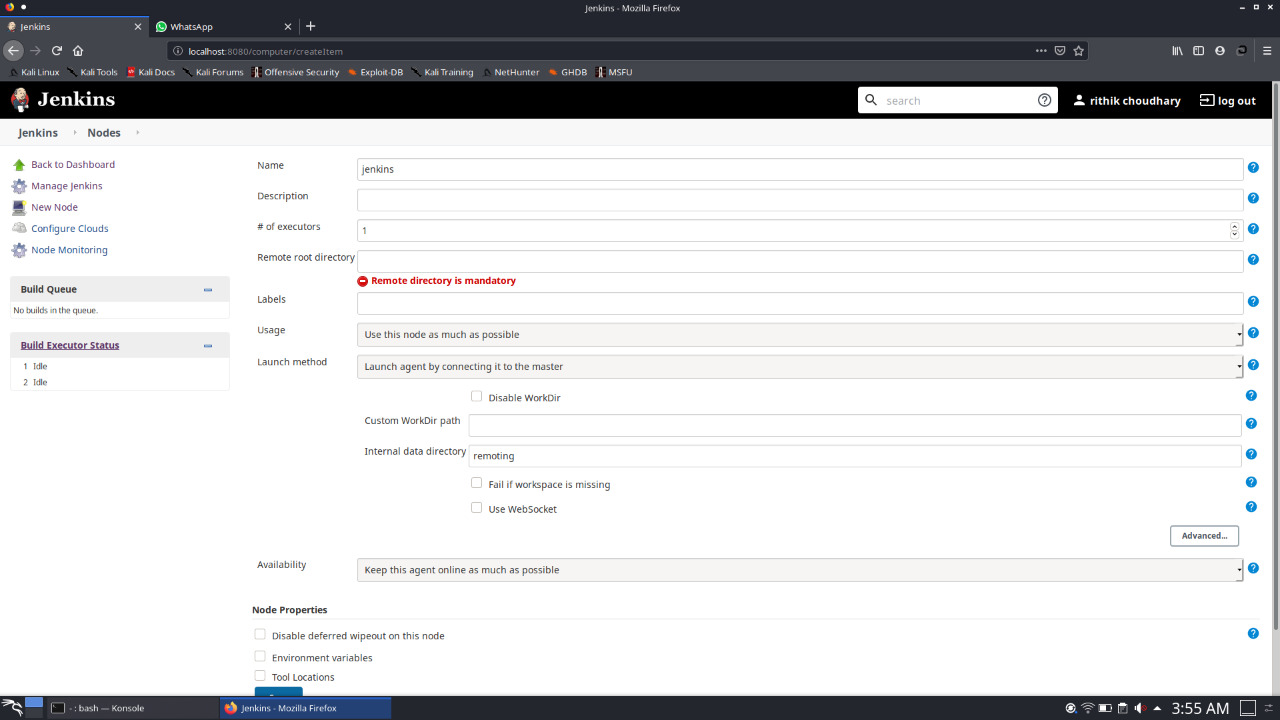 Jenkins - Mozilla Firefox
Jenkins
WhatsApp
localhost:8080/computer/createItem
Kali Linux
Kali Tools
Kali Docs
Kali Forums
Offensive Security
Exploit-DB
Kali Training
NetHunter
GHDB
MSFU
Jenkins
search
rithik choudhary
log out
Jenkins
Nodes
Back to Dashboard
Manage Jenkins
New Node
Configure Clouds
Node Monitoring
Build Queue
No builds in the queue.
Build Executor Status
1 Idle
2 Idle
Name
jenkins
Description
# of executors
1
Remote root directory
Remote directory is mandatory
Labels
Usage
Use this node as much as possible
Launch method
Launch agent by connecting it to the master
Disable WorkDir
Custom WorkDir path
Internal data directory
remoting
Fail if workspace is missing
Use WebSocket
Advanced...
Availability
Keep this agent online as much as possible
Node Properties
Disable deferred wipeout on this node
Environment variables
Tool Locations
- : bash — Konsole
Jenkins - Mozilla Firefox
3:55 AM